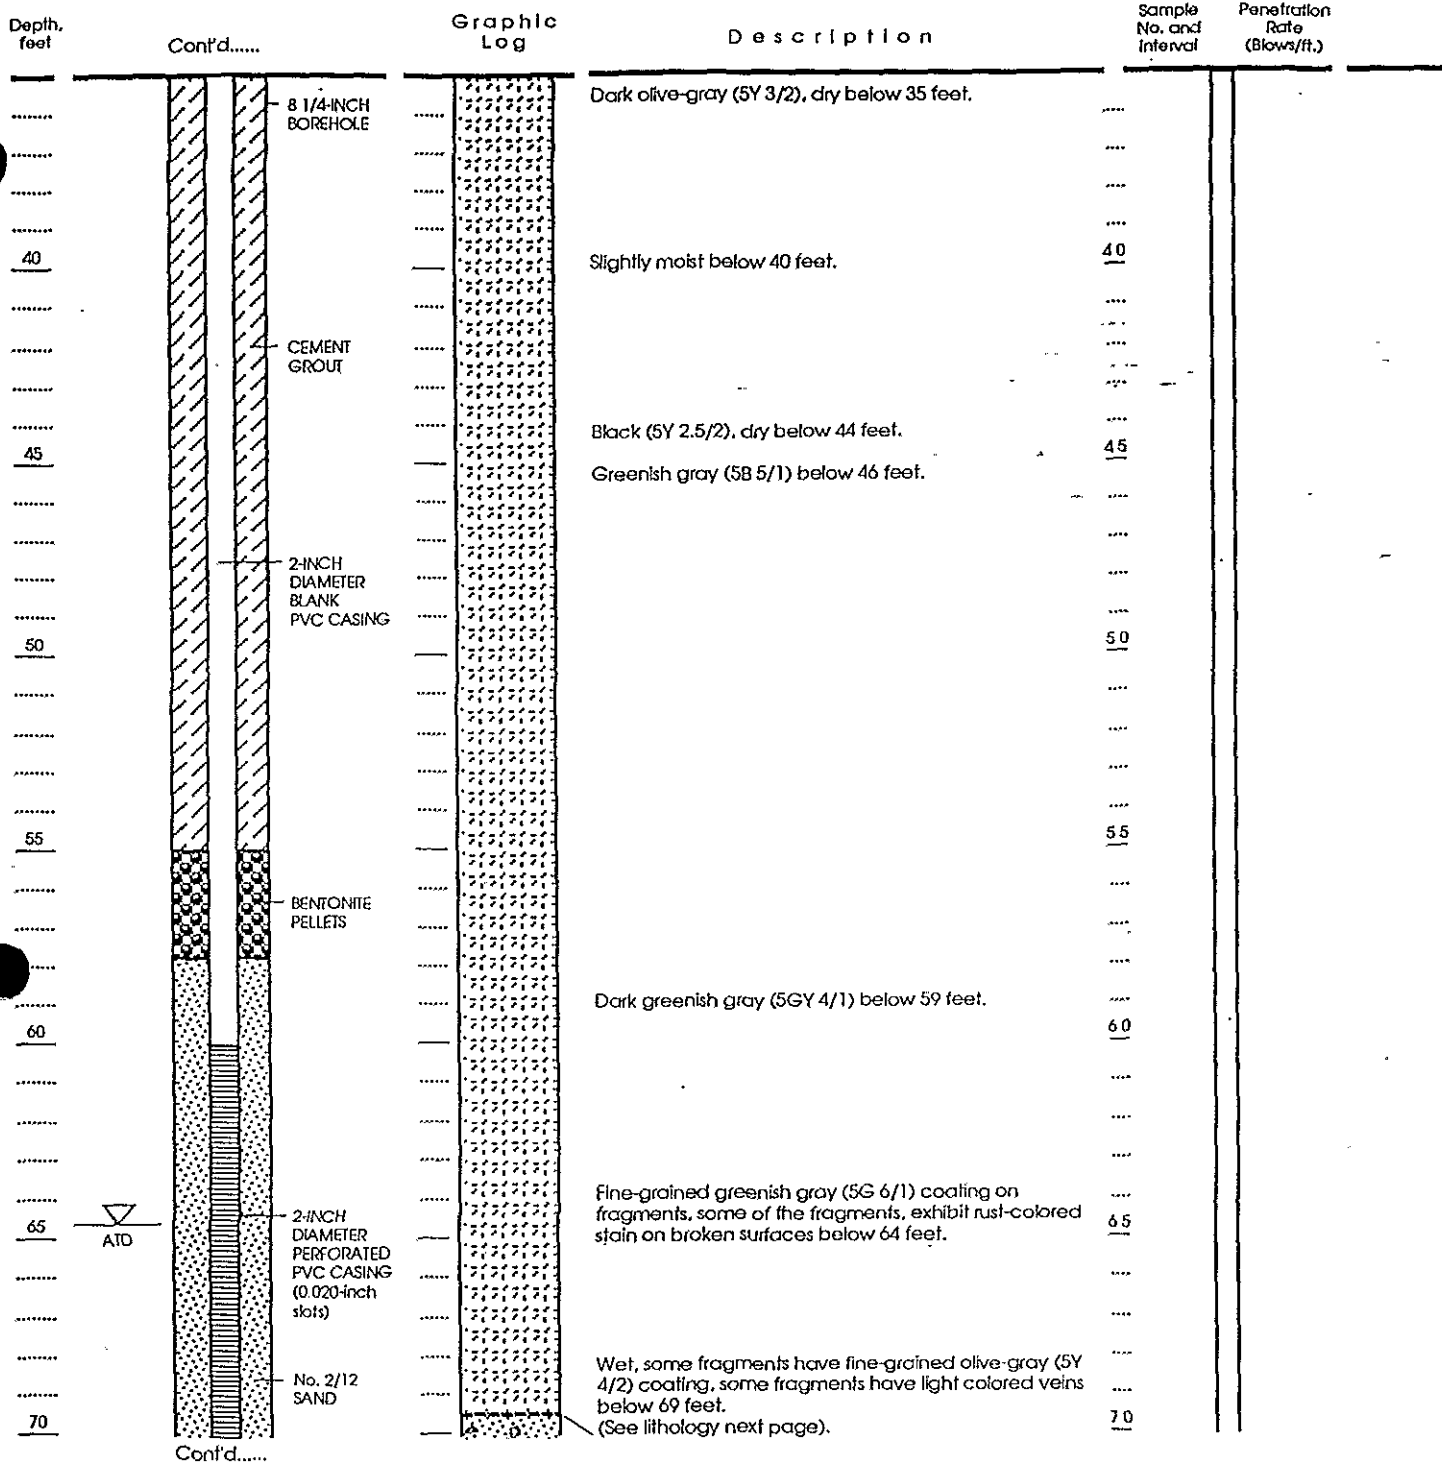 Depth,
feet
Cont'd......
Graphic
Log
Description
Sample
No. and
Interval
Penetration
Rate
(Blows/ft.)
8 1/4-INCH
BOREHOLE
Dark olive-gray (5Y 3/2), dry below 35 feet.
40
Slightly moist below 40 feet.
40
CEMENT
GROUT
Black (5Y 2.5/2), dry below 44 feet.
45
45
Greenish gray (5B 5/1) below 46 feet.
2-INCH
DIAMETER
BLANK
PVC CASING
50
50
55
55
BENTONITE
PELLETS
Dark greenish gray (5GY 4/1) below 59 feet.
60
60
Fine-grained greenish gray (5G 6/1) coating on
fragments, some of the fragments, exhibit rust-colored
stain on broken surfaces below 64 feet.
65
ATD
65
2-INCH
DIAMETER
PERFORATED
PVC CASING
(0.020-inch
slots)
Wet, some fragments have fine-grained olive-gray (5Y
4/2) coating, some fragments have light colored veins
below 69 feet.
(See lithology next page).
No. 2/12
SAND
70
70
Cont'd......